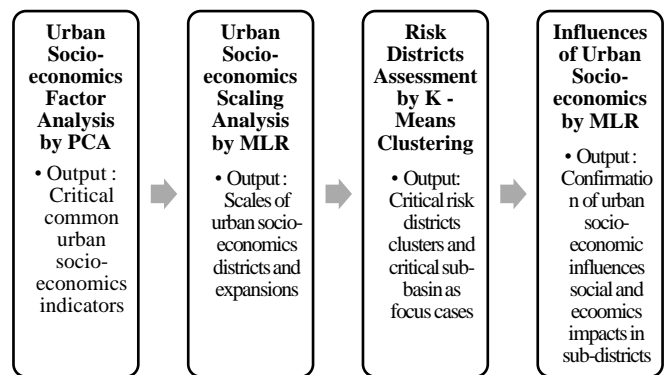 Urban
Socio-
economics
Factor
Analysis
by PCA
• Output :
Critical
common
urban
socio-
economics
indicators
Urban
Socio-
economics
Scaling
Analysis
by MLR
• Output :
Scales of
urban socio-
economics
districts and
expansions
Risk
Districts
Assessment
by K -
Means
Clustering
• Output:
Critical risk
districts
clusters and
critical sub-
basin as
focus cases
Influences
of Urban
Socio-
economics
by MLR
• Output :
Confirmatio
n of urban
socio-
economic
influences
social and
ecoomics
impacts in
sub-districts